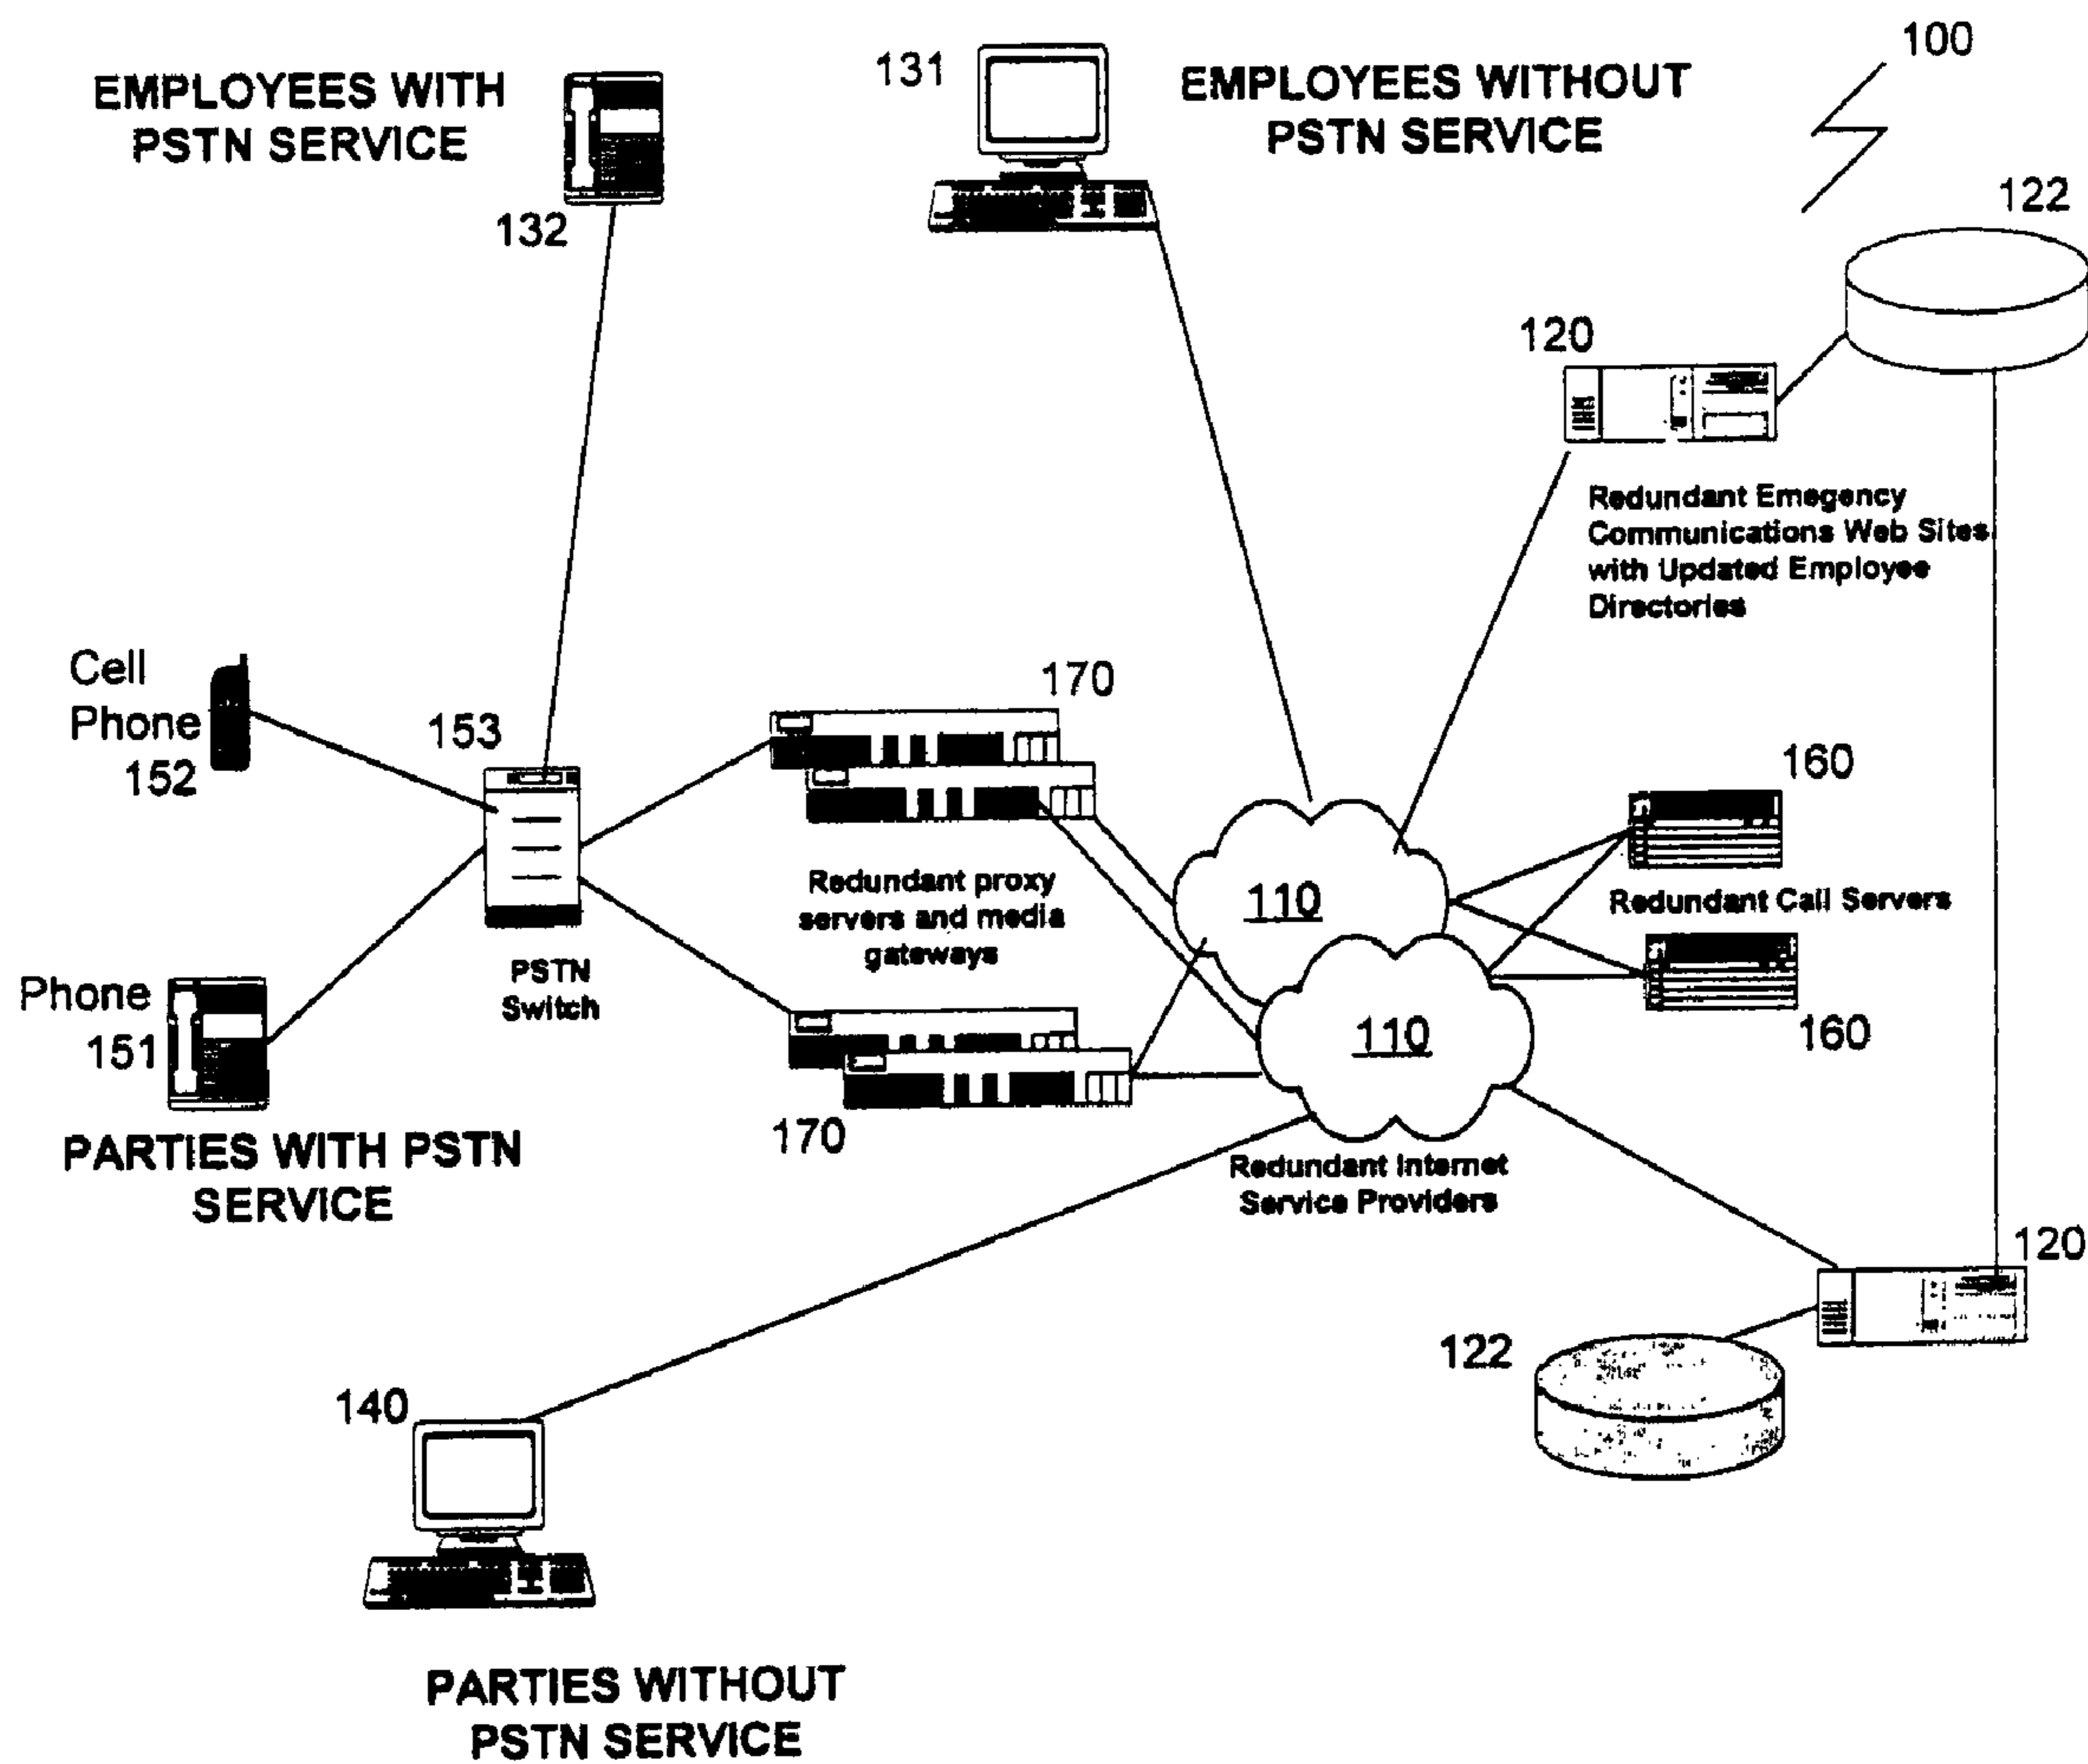 100
EMPLOYEES WITH
PSTN SERVICE
132
131
EMPLOYEES WITHOUT
PSTN SERVICE
122
120
Redundant Emegency
Communications Web Sites
with Updated Employee
Directories
Cell
Phone
152
153
170
160
Redundant proxy
servers and media
gateways
110
Redundant Call Servers
PSTN
Switch
Phone
151
110
160
170
PARTIES WITH PSTN
SERVICE
Redundant Internet
Service Providers
120
122
140
PARTIES WITHOUT
PSTN SERVICE